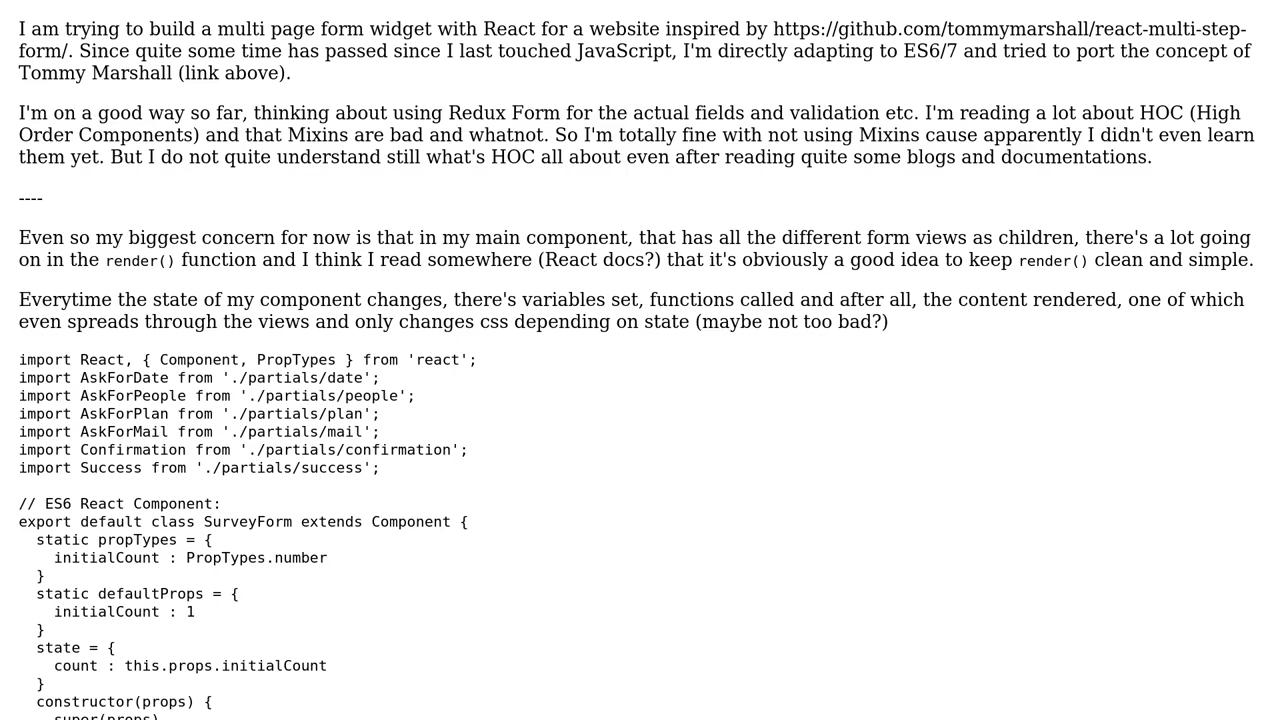 I am trying to build a multi page form widget with React for a website inspired by https://github.com/tommymarshall/react-multi-step-
form/. Since quite some time has passed since I last touched JavaScript, I'm directly adapting to ES6/7 and tried to port the concept of
Tommy Marshall (link above).
I'm on a good way so far, thinking about using Redux Form for the actual fields and validation etc. I'm reading a lot about HOC (High
Order Components) and that Mixins are bad and whatnot. So I'm totally fine with not using Mixins cause apparently I didn't even learn
them yet. But I do not quite understand still what's HOC all about even after reading quite some blogs and documentations.
----
Even so my biggest concern for now is that in my main component, that has all the different form views as children, there's a lot going
on in the render() function and I think I read somewhere (React docs?) that it's obviously a good idea to keep render() clean and simple.
Everytime the state of my component changes, there's variables set, functions called and after all, the content rendered, one of which
even spreads through the views and only changes css depending on state (maybe not too bad?)
import React, { Component, PropTypes } from 'react';
import AskForDate from './partials/date';
import AskForPeople from './partials/people';
import AskForPlan from './partials/plan';
import AskForMail from './partials/mail';
import Confirmation from './partials/confirmation';
import Success from './partials/success';
// ES6 React Component:
export default class SurveyForm extends Component {
  static propTypes = {
    initialCount : PropTypes.number
  }
  static defaultProps = {
    initialCount : 1
  }
  state = {
    count : this.props.initialCount
  }
  constructor(props) {
    super(props)